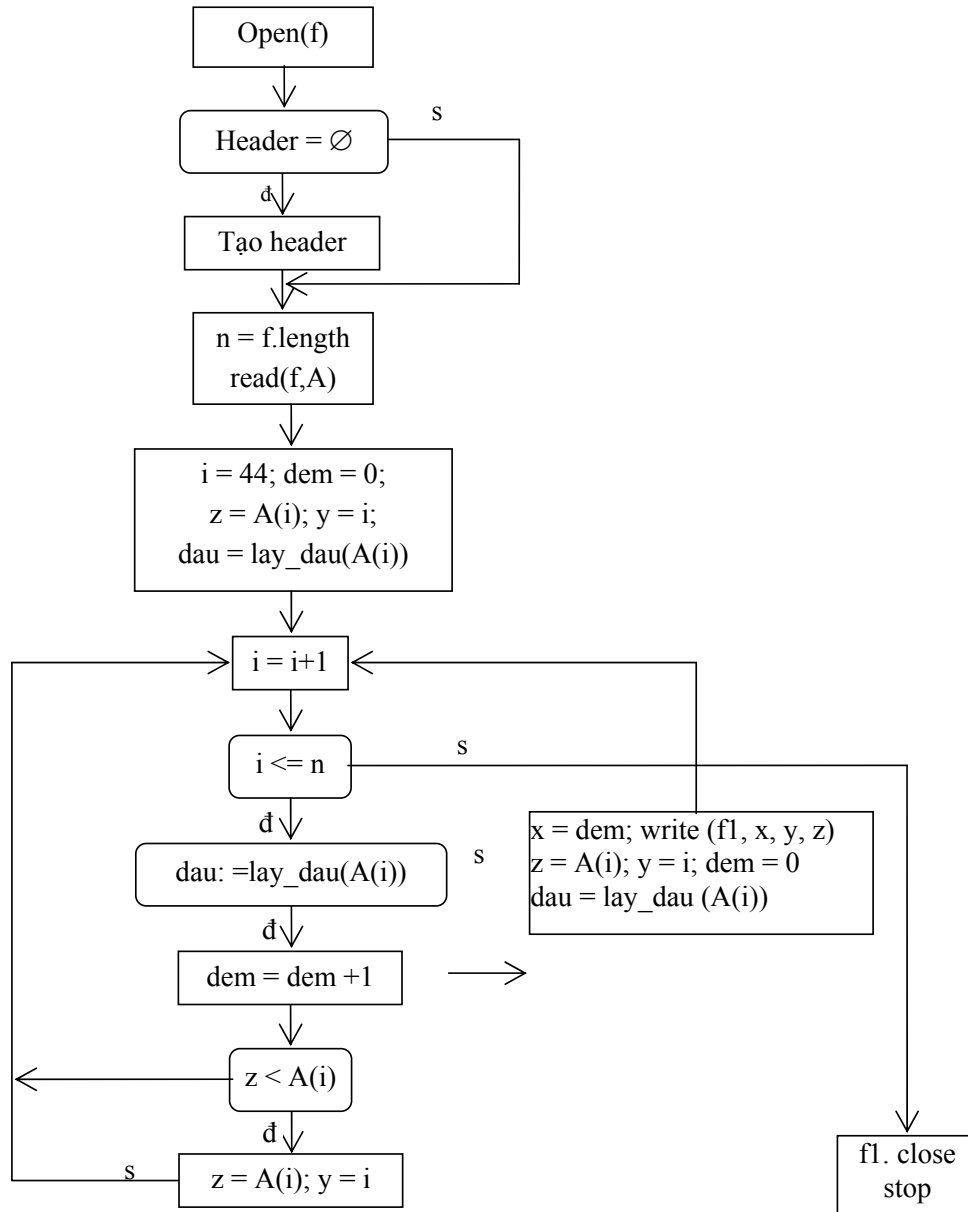 Open(f)
s
Header = ∅
đ
Tạo header
n = f.length
read(f,A)
i = 44; dem = 0;
z = A(i); y = i;
dau = lay_dau(A(i))
i = i+1
s
i <= n
đ
x = dem; write (f1, x, y, z)
z = A(i); y = i; dem = 0
dau = lay_dau (A(i))
s
dau: =lay_dau(A(i))
đ
dem = dem +1
z < A(i)
đ
s
z = A(i); y = i
f1. close
stop